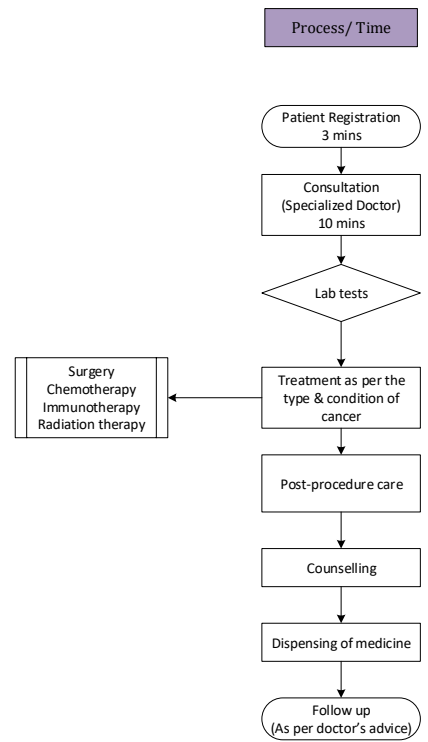 Process/ Time
Patient Registration
3 mins
Consultation
(Specialized Doctor)
10 mins
Lab tests
Surgery
Chemotherapy
Immunotherapy
Radiation therapy
Treatment as per the
type & condition of
cancer
Post-procedure care
Counselling
Dispensing of medicine
Follow up
(As per doctor’s advice)